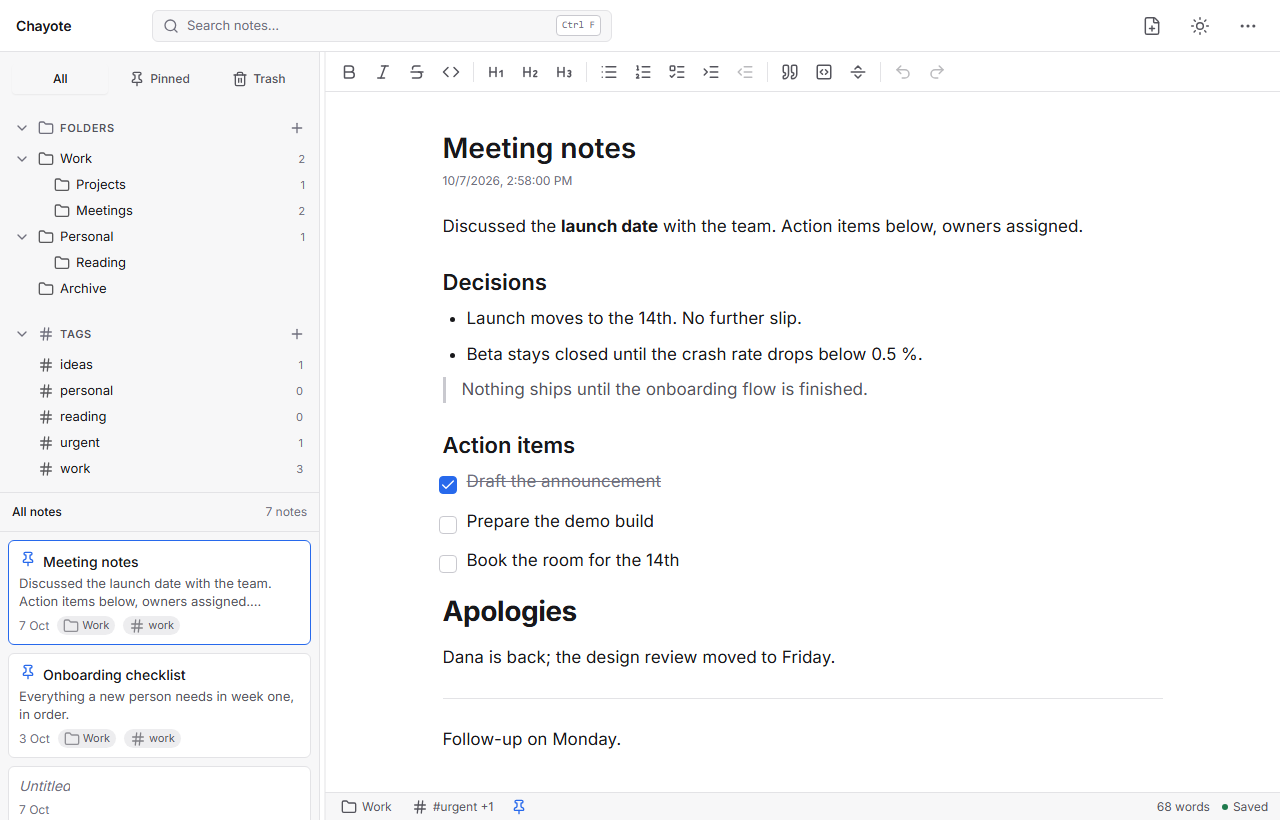 Chayote
Search notes...
Ctrl F
All
Pinned
Trash
FOLDERS
Work 2
Projects 1
Meetings 2
Personal 1
Reading
Archive
TAGS
ideas 1
personal 0
reading 0
urgent 1
work 3
All notes 7 notes
Meeting notes
Discussed the launch date with the team.
Action items below, owners assigned....
7 Oct Work work
Onboarding checklist
Everything a new person needs in week one,
in order.
3 Oct Work work
Untitled
7 Oct
H1 H2 H3
Meeting notes
10/7/2026, 2:58:00 PM
Discussed the launch date with the team. Action items below, owners assigned.
Decisions
Launch moves to the 14th. No further slip.
Beta stays closed until the crash rate drops below 0.5 %.
Nothing ships until the onboarding flow is finished.
Action items
Draft the announcement
Prepare the demo build
Book the room for the 14th
Apologies
Dana is back; the design review moved to Friday.
Follow-up on Monday.
Work #urgent +1 68 words Saved